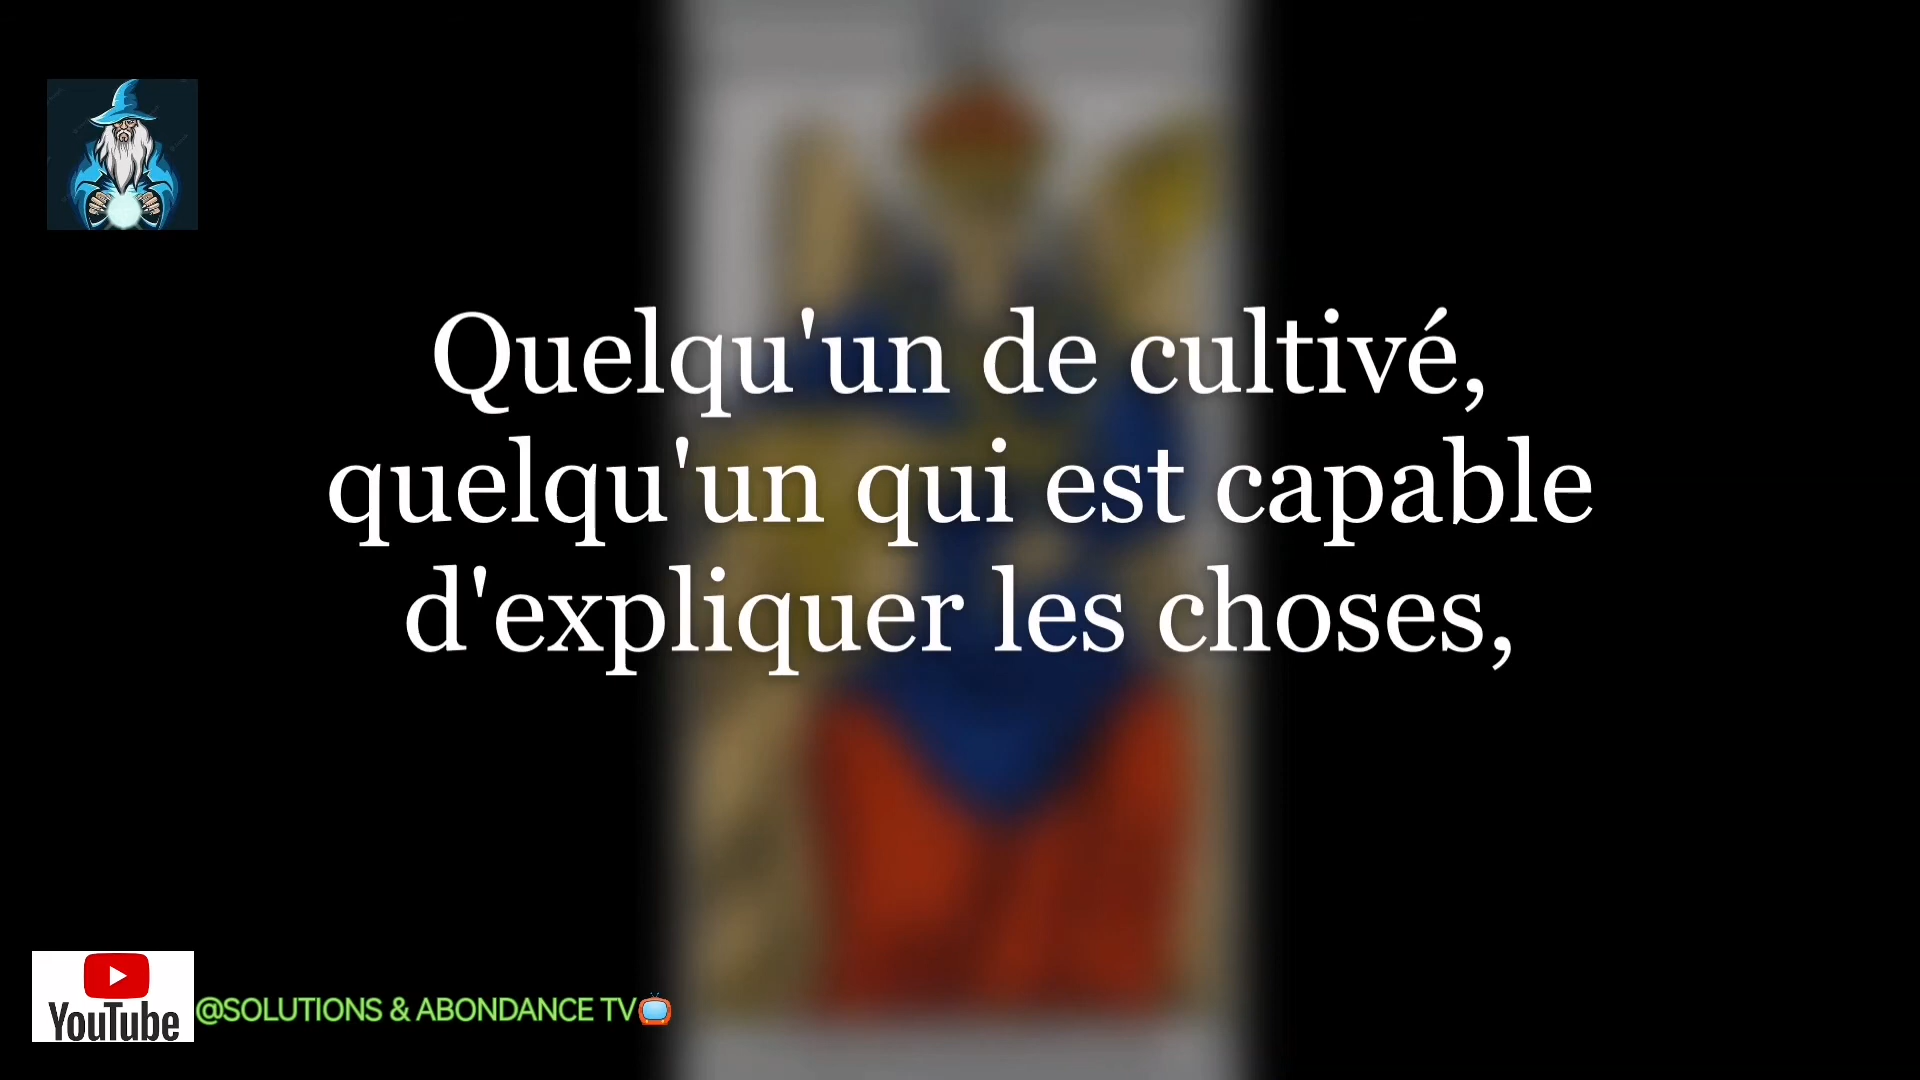 Quelqu'un de cultivé,
quelqu'un qui est capable
d'expliquer les choses,
YouTube
@SOLUTIONS & ABONDANCE TV📺